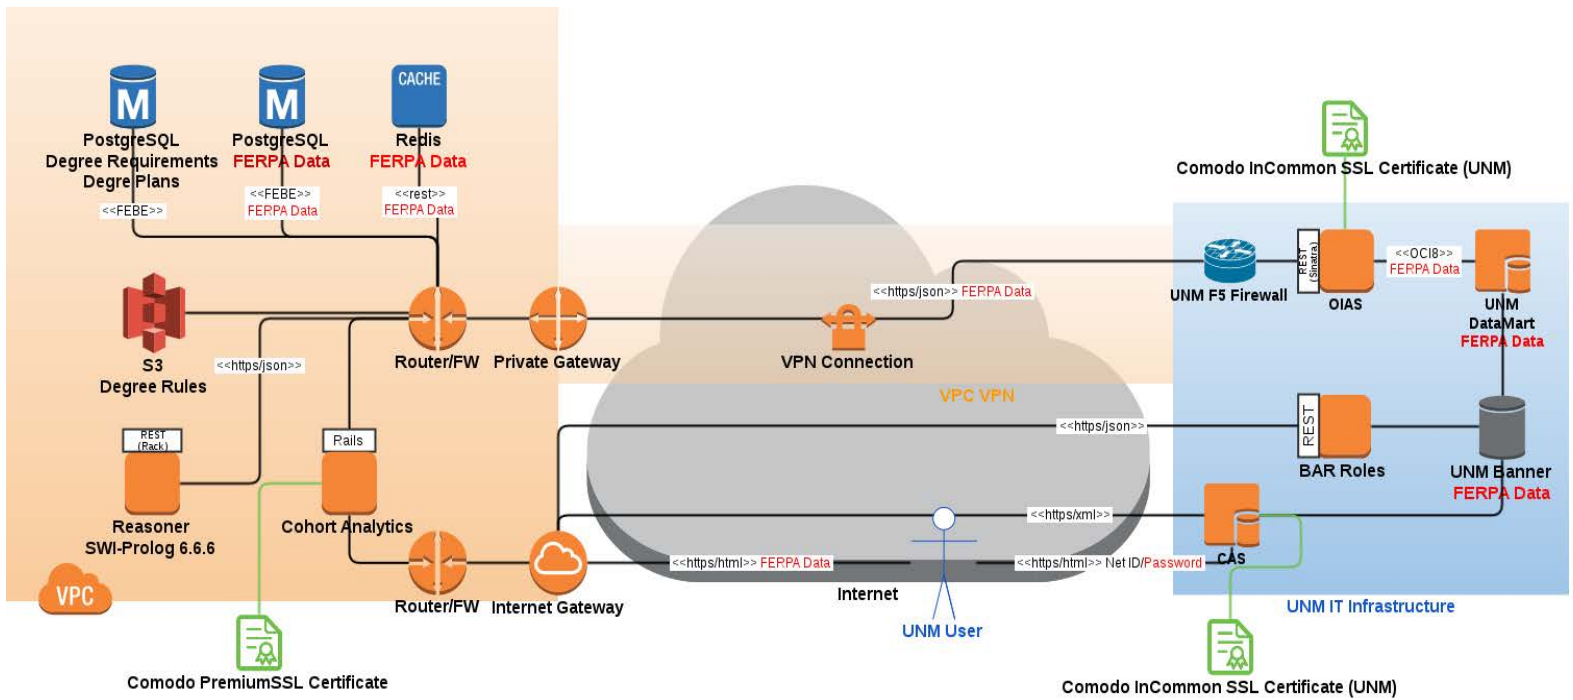 CACHE
M
M
PostgreSQL
Degree Requirements
Degre Plans
PostgreSQL
FERPA Data
Redis
FERPA Data
<<FEBE>>
<<FEBE>>
FERPA Data
<<rest>>
FERPA Data
Comodo InCommon SSL Certificate (UNM)
S3
Degree Rules
<<https/json>>
Router/FW
Private Gateway
<<https/json>> FERPA Data
VPN Connection
VPC VPN
UNM F5 Firewall
REST
(Sinatra)
OIAS
<<OCI8>>
FERPA Data
UNM
DataMart
FERPA Data
REST
(Rack)
Reasoner
SWI-Prolog 6.6.6
Rails
Cohort Analytics
<<https/json>>
REST
BAR Roles
UNM Banner
FERPA Data
<<https/xml>>
CAS
VPC
Router/FW
Internet Gateway
<<https/html>> FERPA Data
<<https/html>> Net ID/Password
Internet
UNM User
UNM IT Infrastructure
Comodo PremiumSSL Certificate
Comodo InCommon SSL Certificate (UNM)